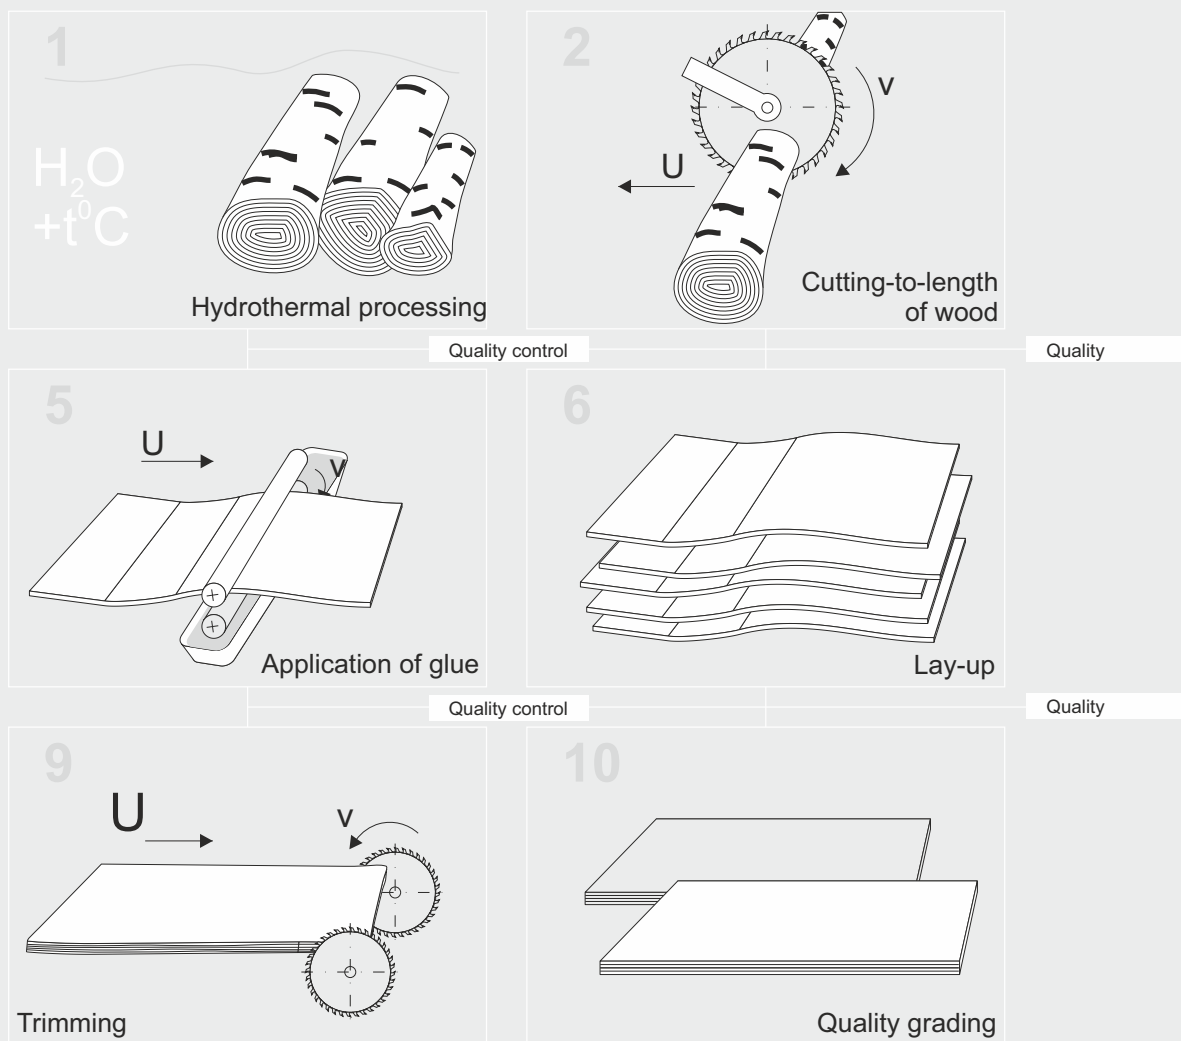 1
H₂O
+t⁰C
Hydrothermal processing
2
v
U
Cutting-to-length
of wood
Quality control
Quality
5
U
v
Application of glue
6
Lay-up
Quality control
Quality
9
U
v
Trimming
10
Quality grading